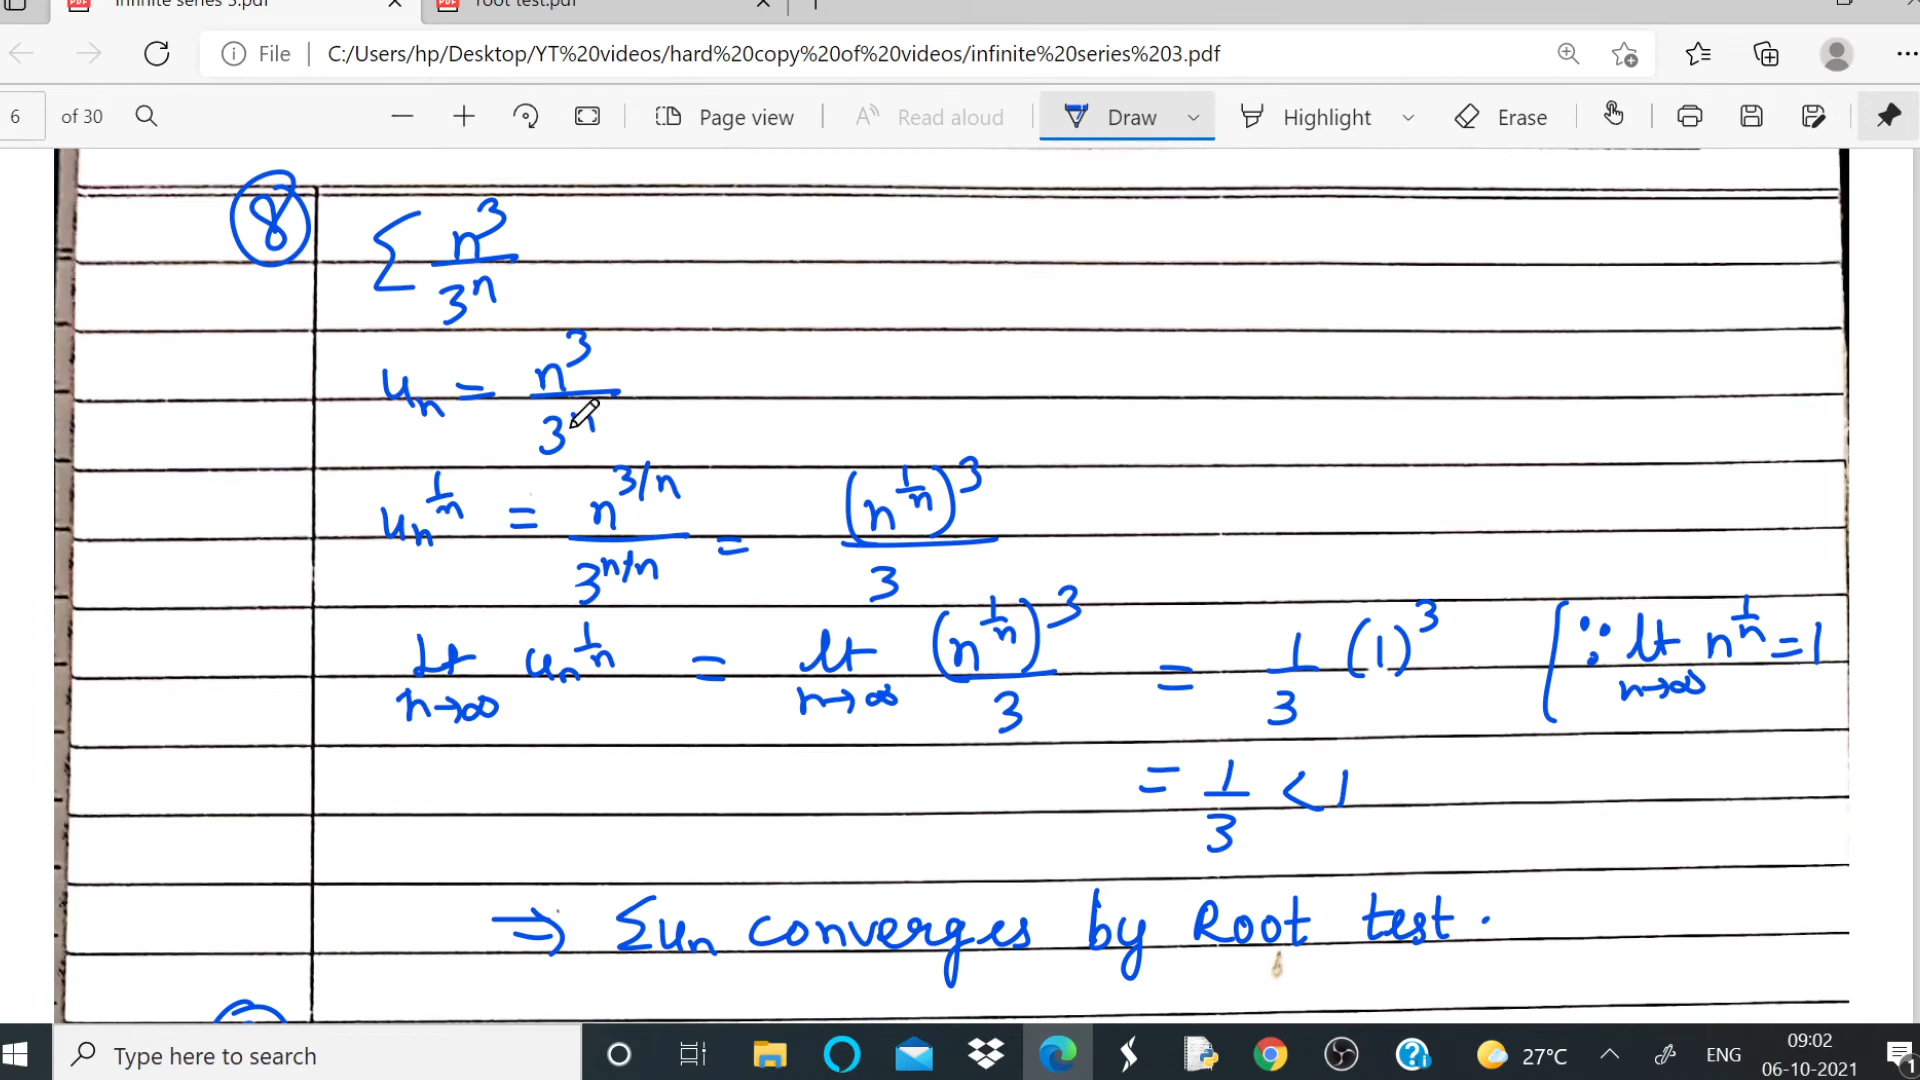 infinite series 3.pdf
root test.pdf
File C:/Users/hp/Desktop/YT%20videos/hard%20copy%20of%20videos/infinite%20series%203.pdf
6 of 30 Page view Read aloud Draw Highlight Erase
8 Σ n³/3ⁿ
uₙ = n³/3ⁿ
uₙ^(1/n) = n^(3/n)/3^(n/n) = (n^(1/n))³/3
Lt n→∞ uₙ^(1/n) = lt n→∞ (n^(1/n))³/3 = 1/3 (1)³ [∵ lt n→∞ n^(1/n) = 1
= 1/3 < 1
⇒ Σuₙ converges by Root test.
Type here to search
27°C ENG
09:02
06-10-2021
1